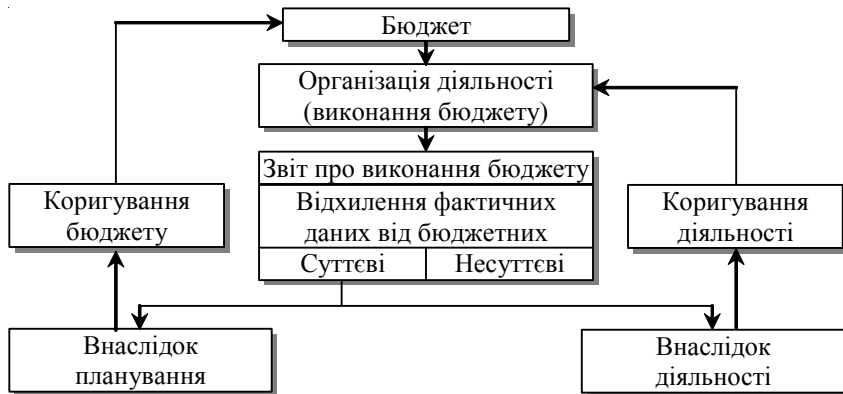 Бюджет
Організація діяльності
(виконання бюджету)
Звіт про виконання бюджету
Відхилення фактичних
даних від бюджетних
Суттєві
Несуттєві
Коригування
бюджету
Коригування
діяльності
Внаслідок
планування
Внаслідок
діяльності